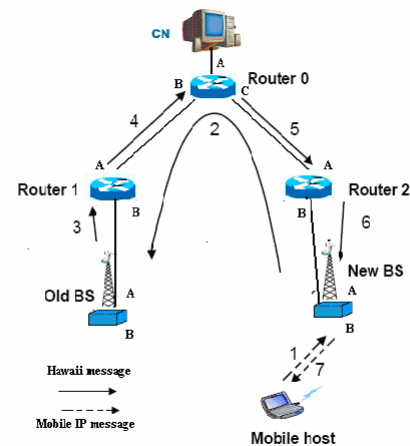 CN
A
Router 0
B
C
4
2
5
A
A
Router 1
Router 2
B
B
3
6
New BS
Old BS
A
A
B
B
1
7
Hawaii message
Mobile IP message
Mobile host